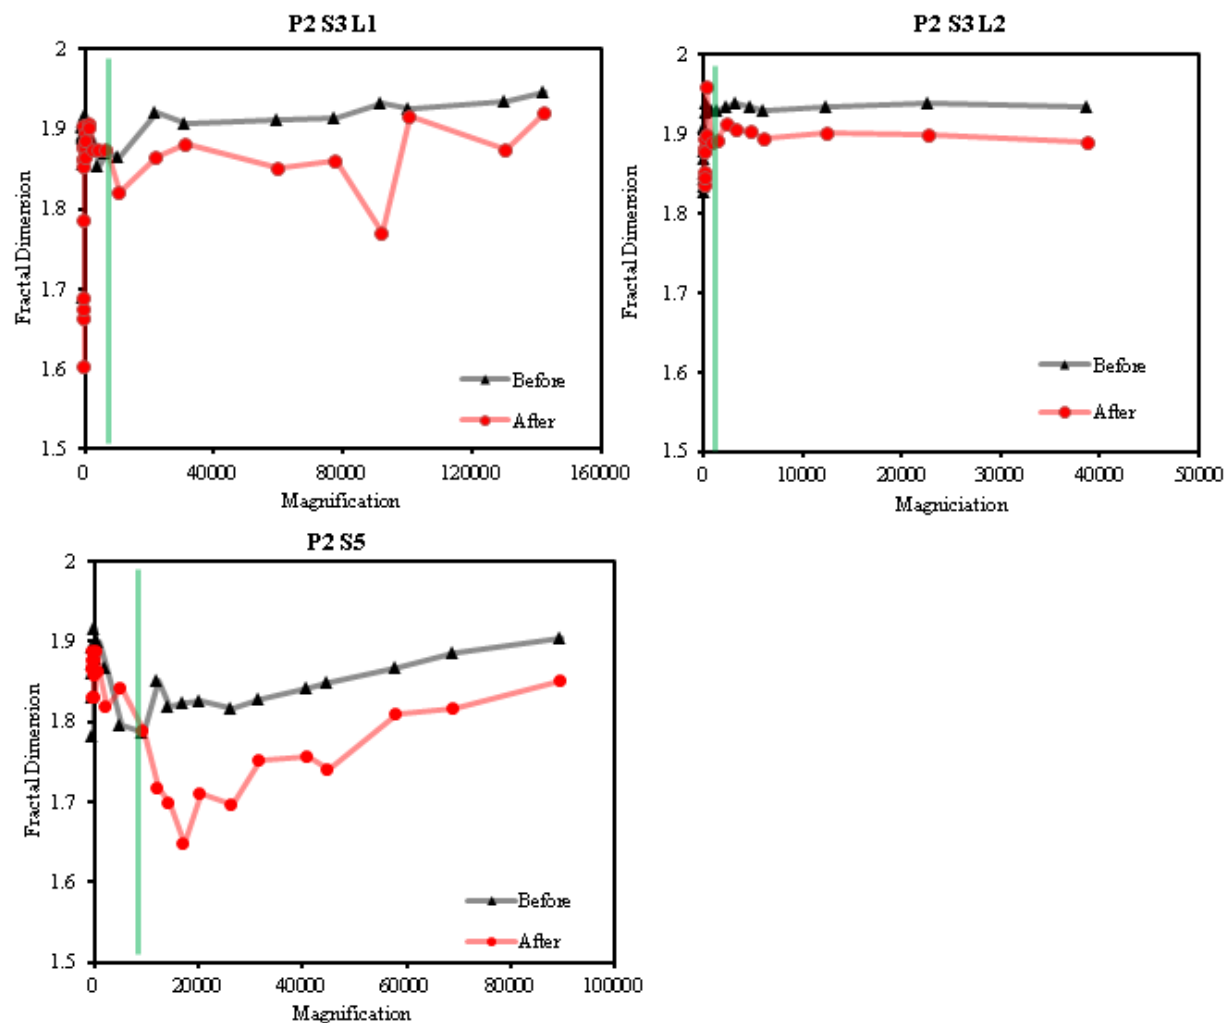 P2 S3 L1
2
1.9
1.8
1.7
1.6
1.5
Fractal Dimension
Before
After
0 40000 80000 120000 160000
Magnification
P2 S3 L2
2
1.9
1.8
1.7
1.6
1.5
Fractal Dimension
Before
After
0 10000 20000 30000 40000 50000
Magniciation
P2 S5
2
1.9
1.8
1.7
1.6
1.5
Fractal Dimension
Before
After
0 20000 40000 60000 80000 100000
Magnification